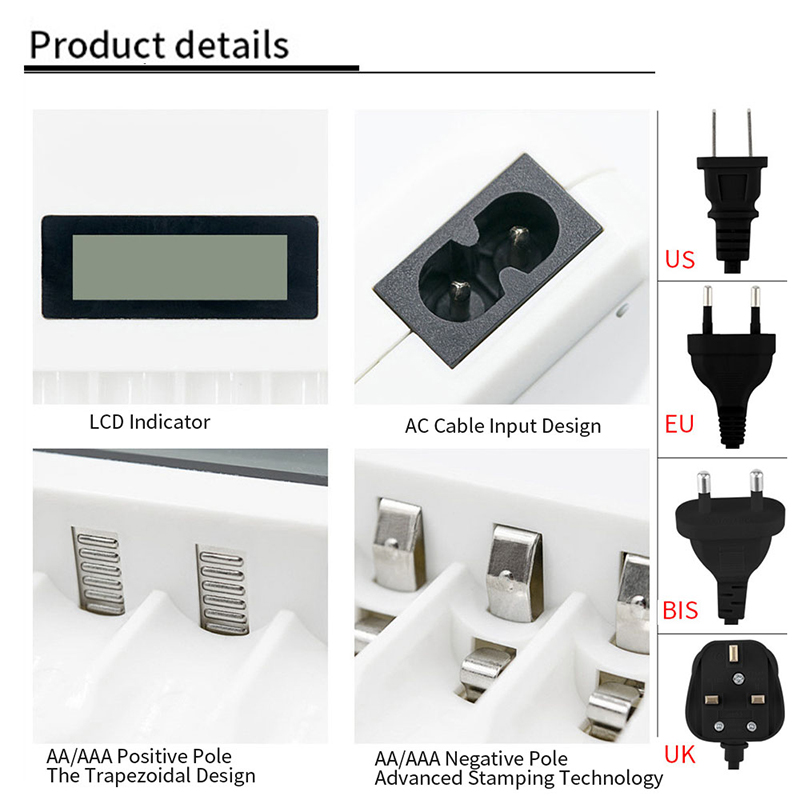 Product details
LCD Indicator
AC Cable Input Design
AA/AAA Positive Pole
The Trapezoidal Design
AA/AAA Negative Pole
Advanced Stamping Technology
US
EU
BIS
UK